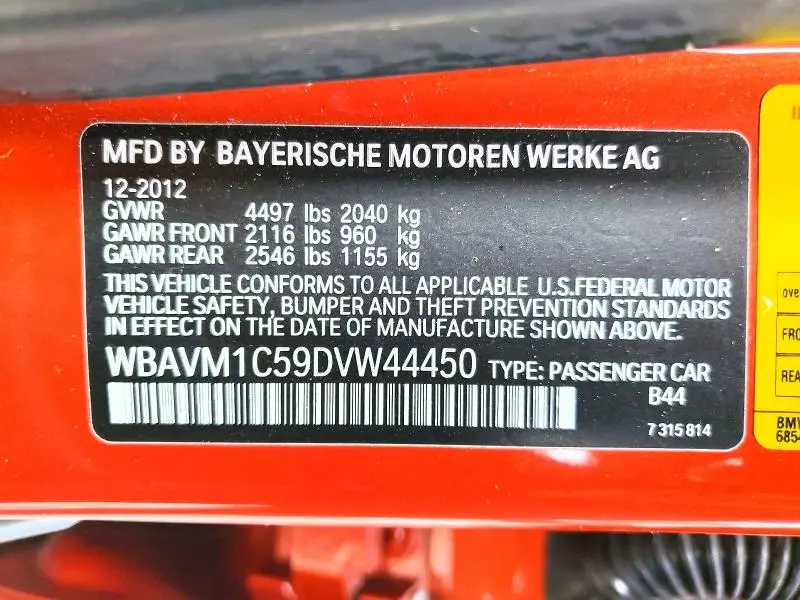 MFD BY BAYERISCHE MOTOREN WERKE AG
12-2012
GVWR 4497 lbs 2040 kg
GAWR FRONT 2116 lbs 960 kg
GAWR REAR 2546 lbs 1155 kg
THIS VEHICLE CONFORMS TO ALL APPLICABLE U.S.FEDERAL MOTOR
VEHICLE SAFETY, BUMPER AND THEFT PREVENTION STANDARDS
IN EFFECT ON THE DATE OF MANUFACTURE SHOWN ABOVE.
WBAVM1C59DVW44450 TYPE: PASSENGER CAR
B44
7 315 814